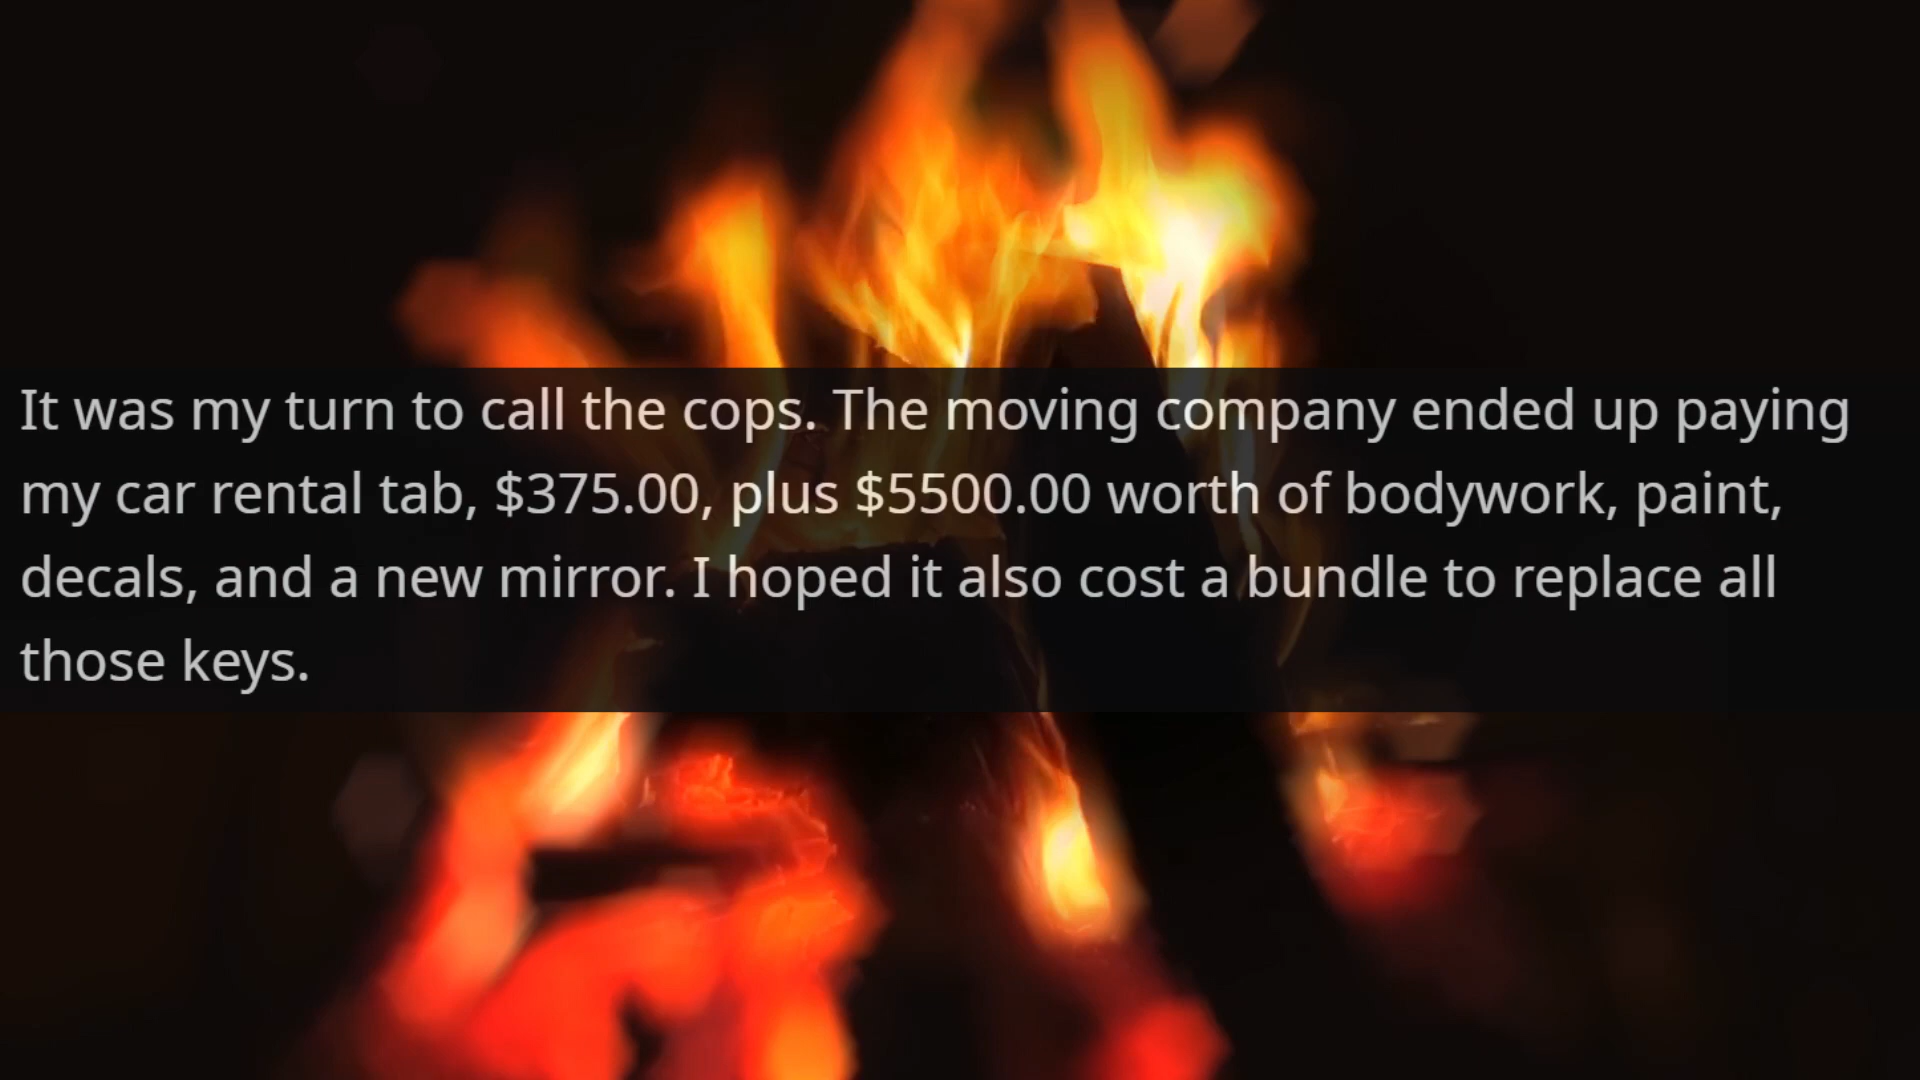 It was my turn to call the cops. The moving company ended up paying
my car rental tab, $375.00, plus $5500.00 worth of bodywork, paint,
decals, and a new mirror. I hoped it also cost a bundle to replace all
those keys.